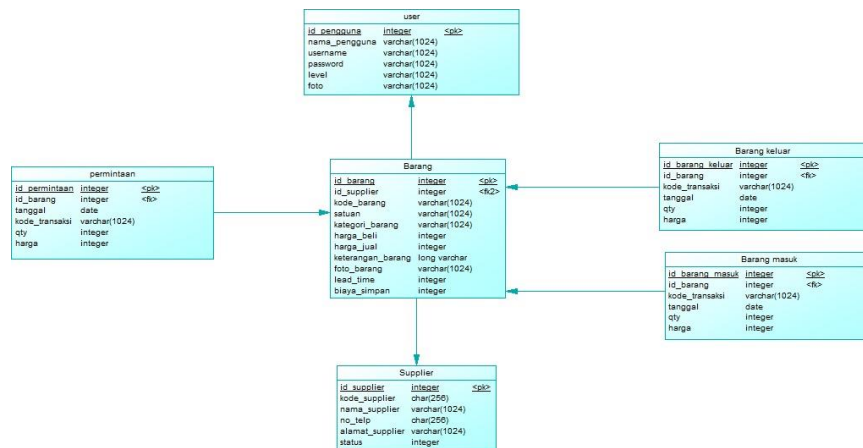 user
id_pengguna integer <pk>
nama_pengguna varchar(1024)
username varchar(1024)
password varchar(1024)
level varchar(1024)
foto varchar(1024)
permintaan
id_permintaan integer <pk>
id_barang integer <fk>
tanggal date
kode_transaksi varchar(1024)
qty integer
harga integer
Barang
id_barang integer <pk>
id_supplier integer <fk2>
kode_barang varchar(1024)
satuan varchar(1024)
kategori_barang varchar(1024)
harga_beli integer
harga_jual integer
keterangan_barang long varchar
foto_barang varchar(1024)
lead_time integer
biaya_simpan integer
Barang keluar
id_barang_keluar integer <pk>
id_barang integer <fk>
kode_transaksi varchar(1024)
tanggal date
qty integer
harga integer
Barang masuk
id_barang_masuk integer <pk>
id_barang integer <fk>
kode_transaksi varchar(1024)
tanggal date
qty integer
harga integer
Supplier
id_supplier integer <pk>
kode_supplier char(256)
nama_supplier varchar(1024)
no_telp char(256)
alamat_supplier varchar(1024)
status integer